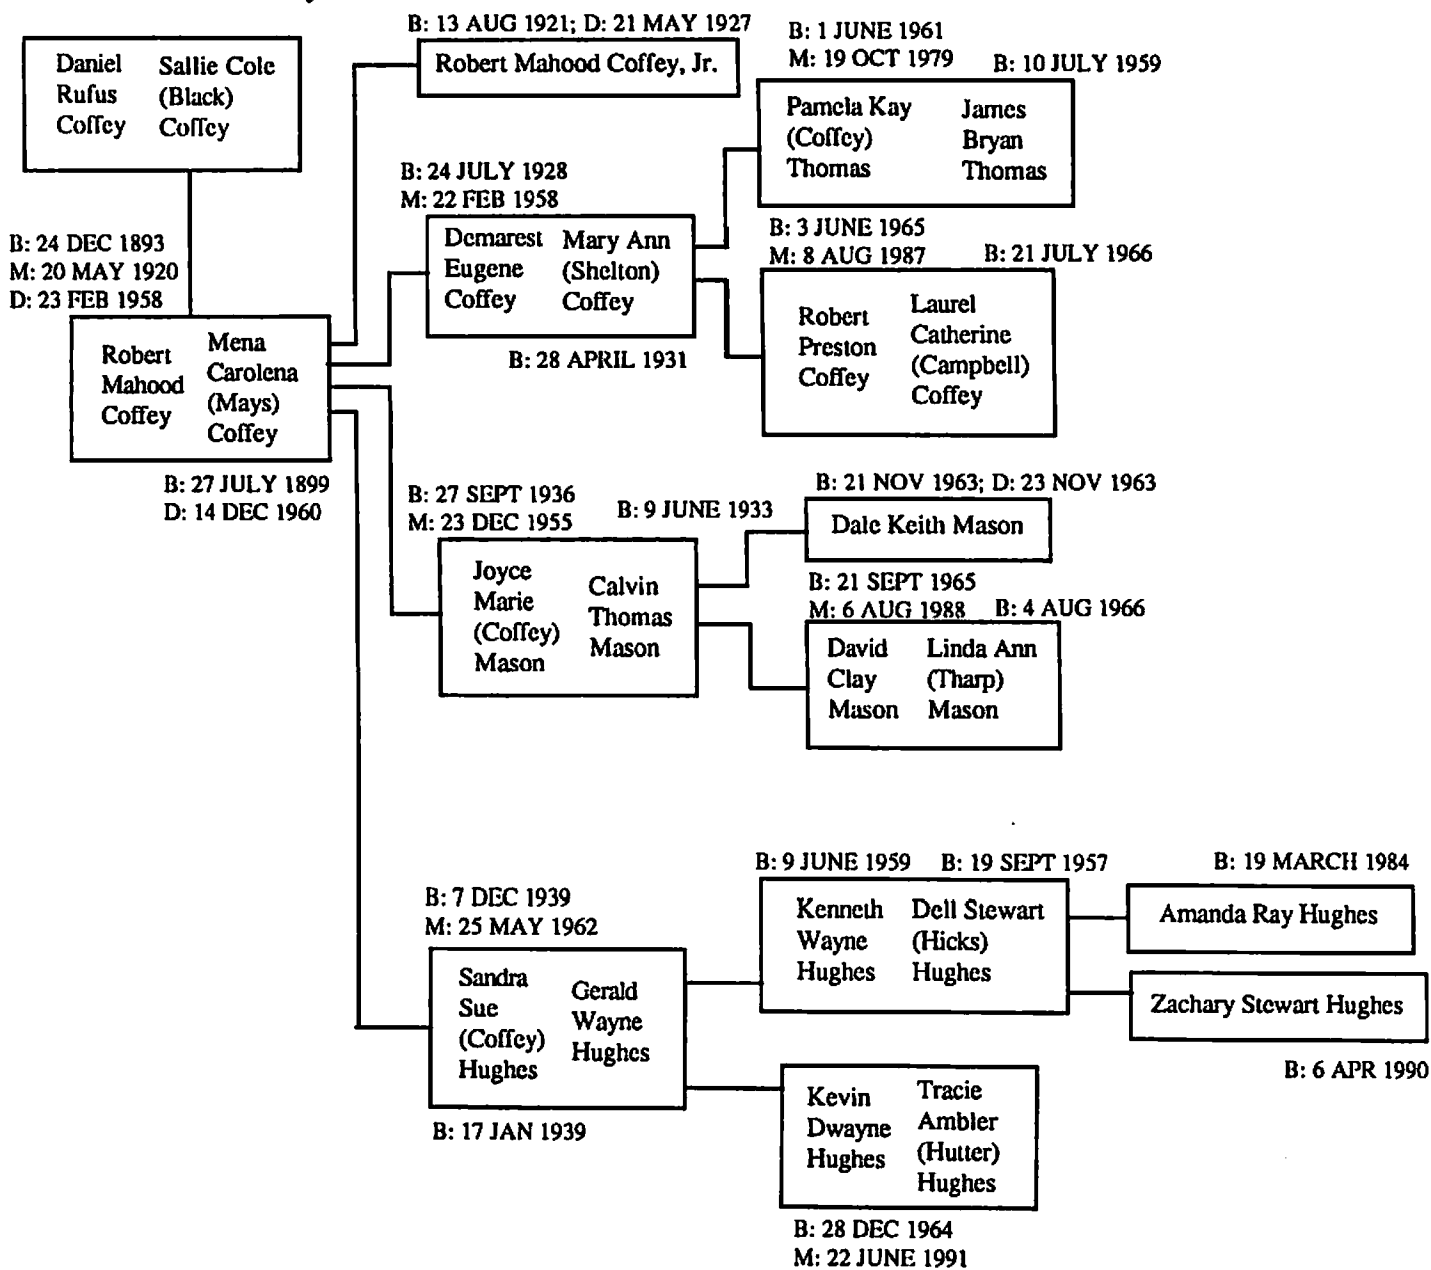 Daniel Rufus Coffey
Sallie Cole (Black) Coffey
B: 24 DEC 1893
M: 20 MAY 1920
D: 23 FEB 1958
Robert Mahood Coffey
Mena Carolena (Mays) Coffey
B: 27 JULY 1899
D: 14 DEC 1960
B: 13 AUG 1921; D: 21 MAY 1927
Robert Mahood Coffey, Jr.
B: 24 JULY 1928
M: 22 FEB 1958
Demarest Eugene Coffey
Mary Ann (Shelton) Coffey
B: 28 APRIL 1931
B: 1 JUNE 1961
M: 19 OCT 1979
B: 10 JULY 1959
Pamela Kay (Coffey) Thomas
James Bryan Thomas
B: 3 JUNE 1965
M: 8 AUG 1987
B: 21 JULY 1966
Robert Preston Coffey
Laurel Catherine (Campbell) Coffey
B: 27 SEPT 1936
M: 23 DEC 1955
B: 9 JUNE 1933
Joyce Marie (Coffey) Mason
Calvin Thomas Mason
B: 21 NOV 1963; D: 23 NOV 1963
Dale Keith Mason
B: 21 SEPT 1965
M: 6 AUG 1988
B: 4 AUG 1966
David Clay Mason
Linda Ann (Tharp) Mason
B: 7 DEC 1939
M: 25 MAY 1962
Sandra Sue (Coffey) Hughes
Gerald Wayne Hughes
B: 17 JAN 1939
B: 9 JUNE 1959
B: 19 SEPT 1957
Kenneth Wayne Hughes
Dell Stewart (Hicks) Hughes
B: 19 MARCH 1984
Amanda Ray Hughes
Zachary Stewart Hughes
B: 6 APR 1990
Kevin Dwayne Hughes
Tracie Ambler (Hutter) Hughes
B: 28 DEC 1964
M: 22 JUNE 1991